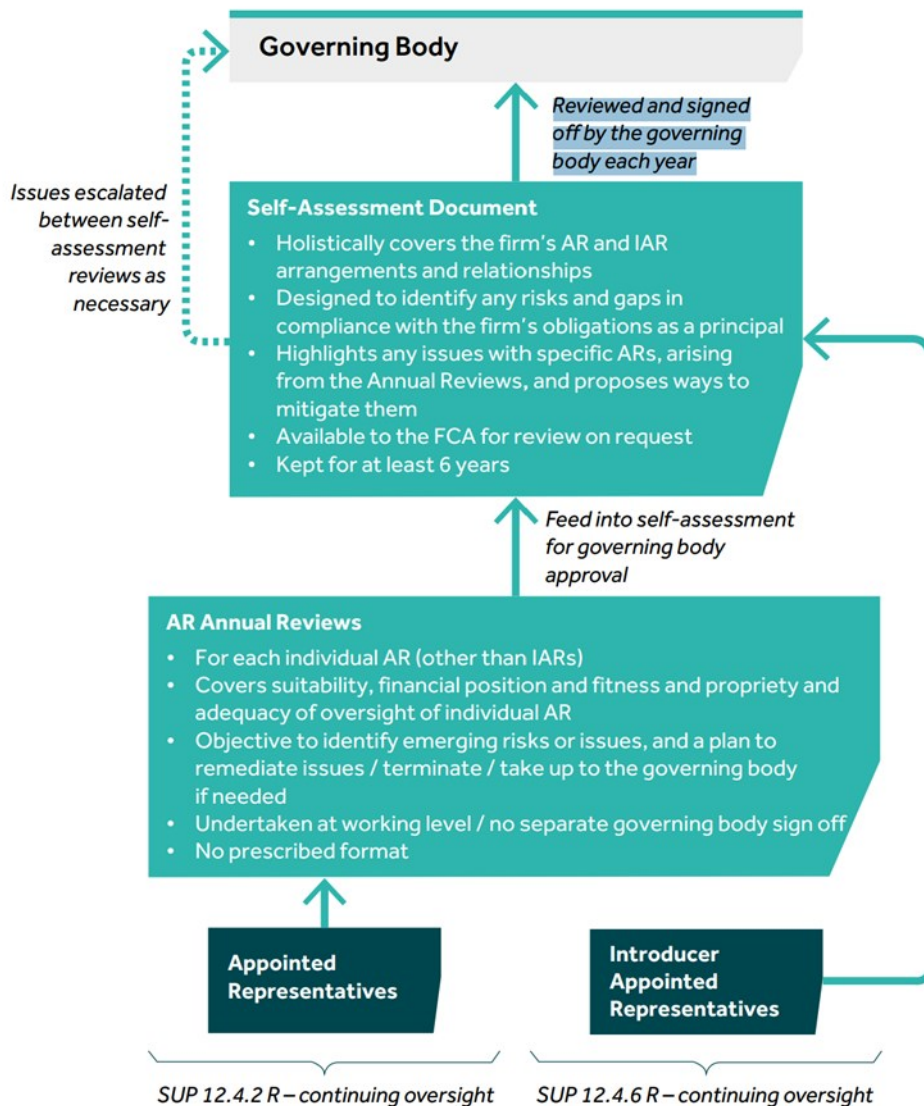 Governing Body
Reviewed and signed
off by the governing
body each year
Issues escalated
between self-
assessment
reviews as
necessary
Self-Assessment Document
• Holistically covers the firm's AR and IAR
arrangements and relationships
• Designed to identify any risks and gaps in
compliance with the firm's obligations as a principal
• Highlights any issues with specific ARs, arising
from the Annual Reviews, and proposes ways to
mitigate them
• Available to the FCA for review on request
• Kept for at least 6 years
Feed into self-assessment
for governing body
approval
AR Annual Reviews
• For each individual AR (other than IARs)
• Covers suitability, financial position and fitness and propriety and
adequacy of oversight of individual AR
• Objective to identify emerging risks or issues, and a plan to
remediate issues / terminate / take up to the governing body
if needed
• Undertaken at working level / no separate governing body sign off
• No prescribed format
Appointed
Representatives
Introducer
Appointed
Representatives
SUP 12.4.2 R – continuing oversight
SUP 12.4.6 R – continuing oversight